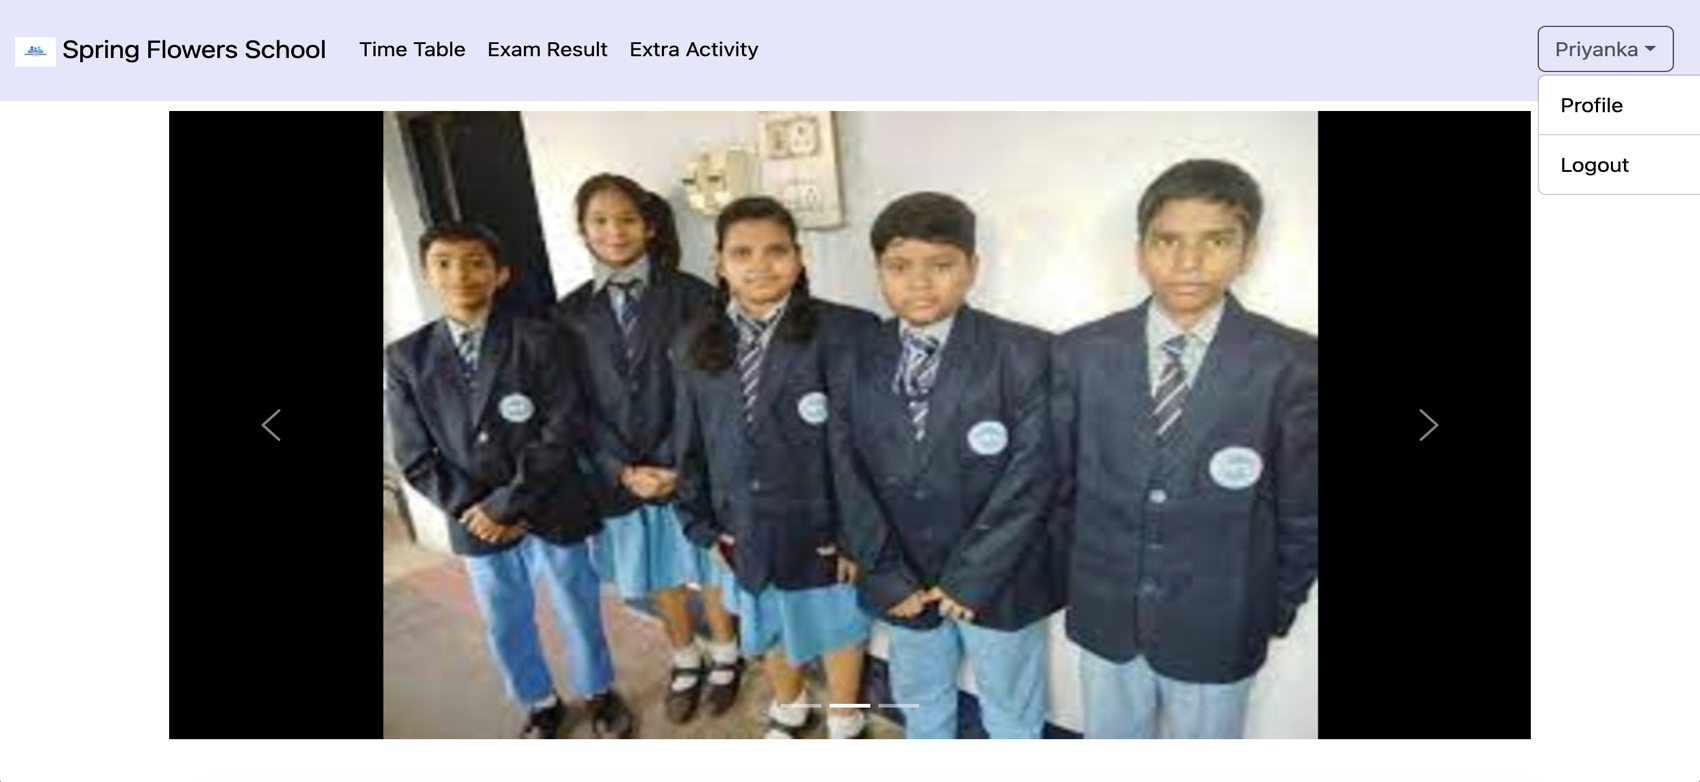 Spring Flowers School Time Table Exam Result Extra Activity Priyanka
Profile
Logout